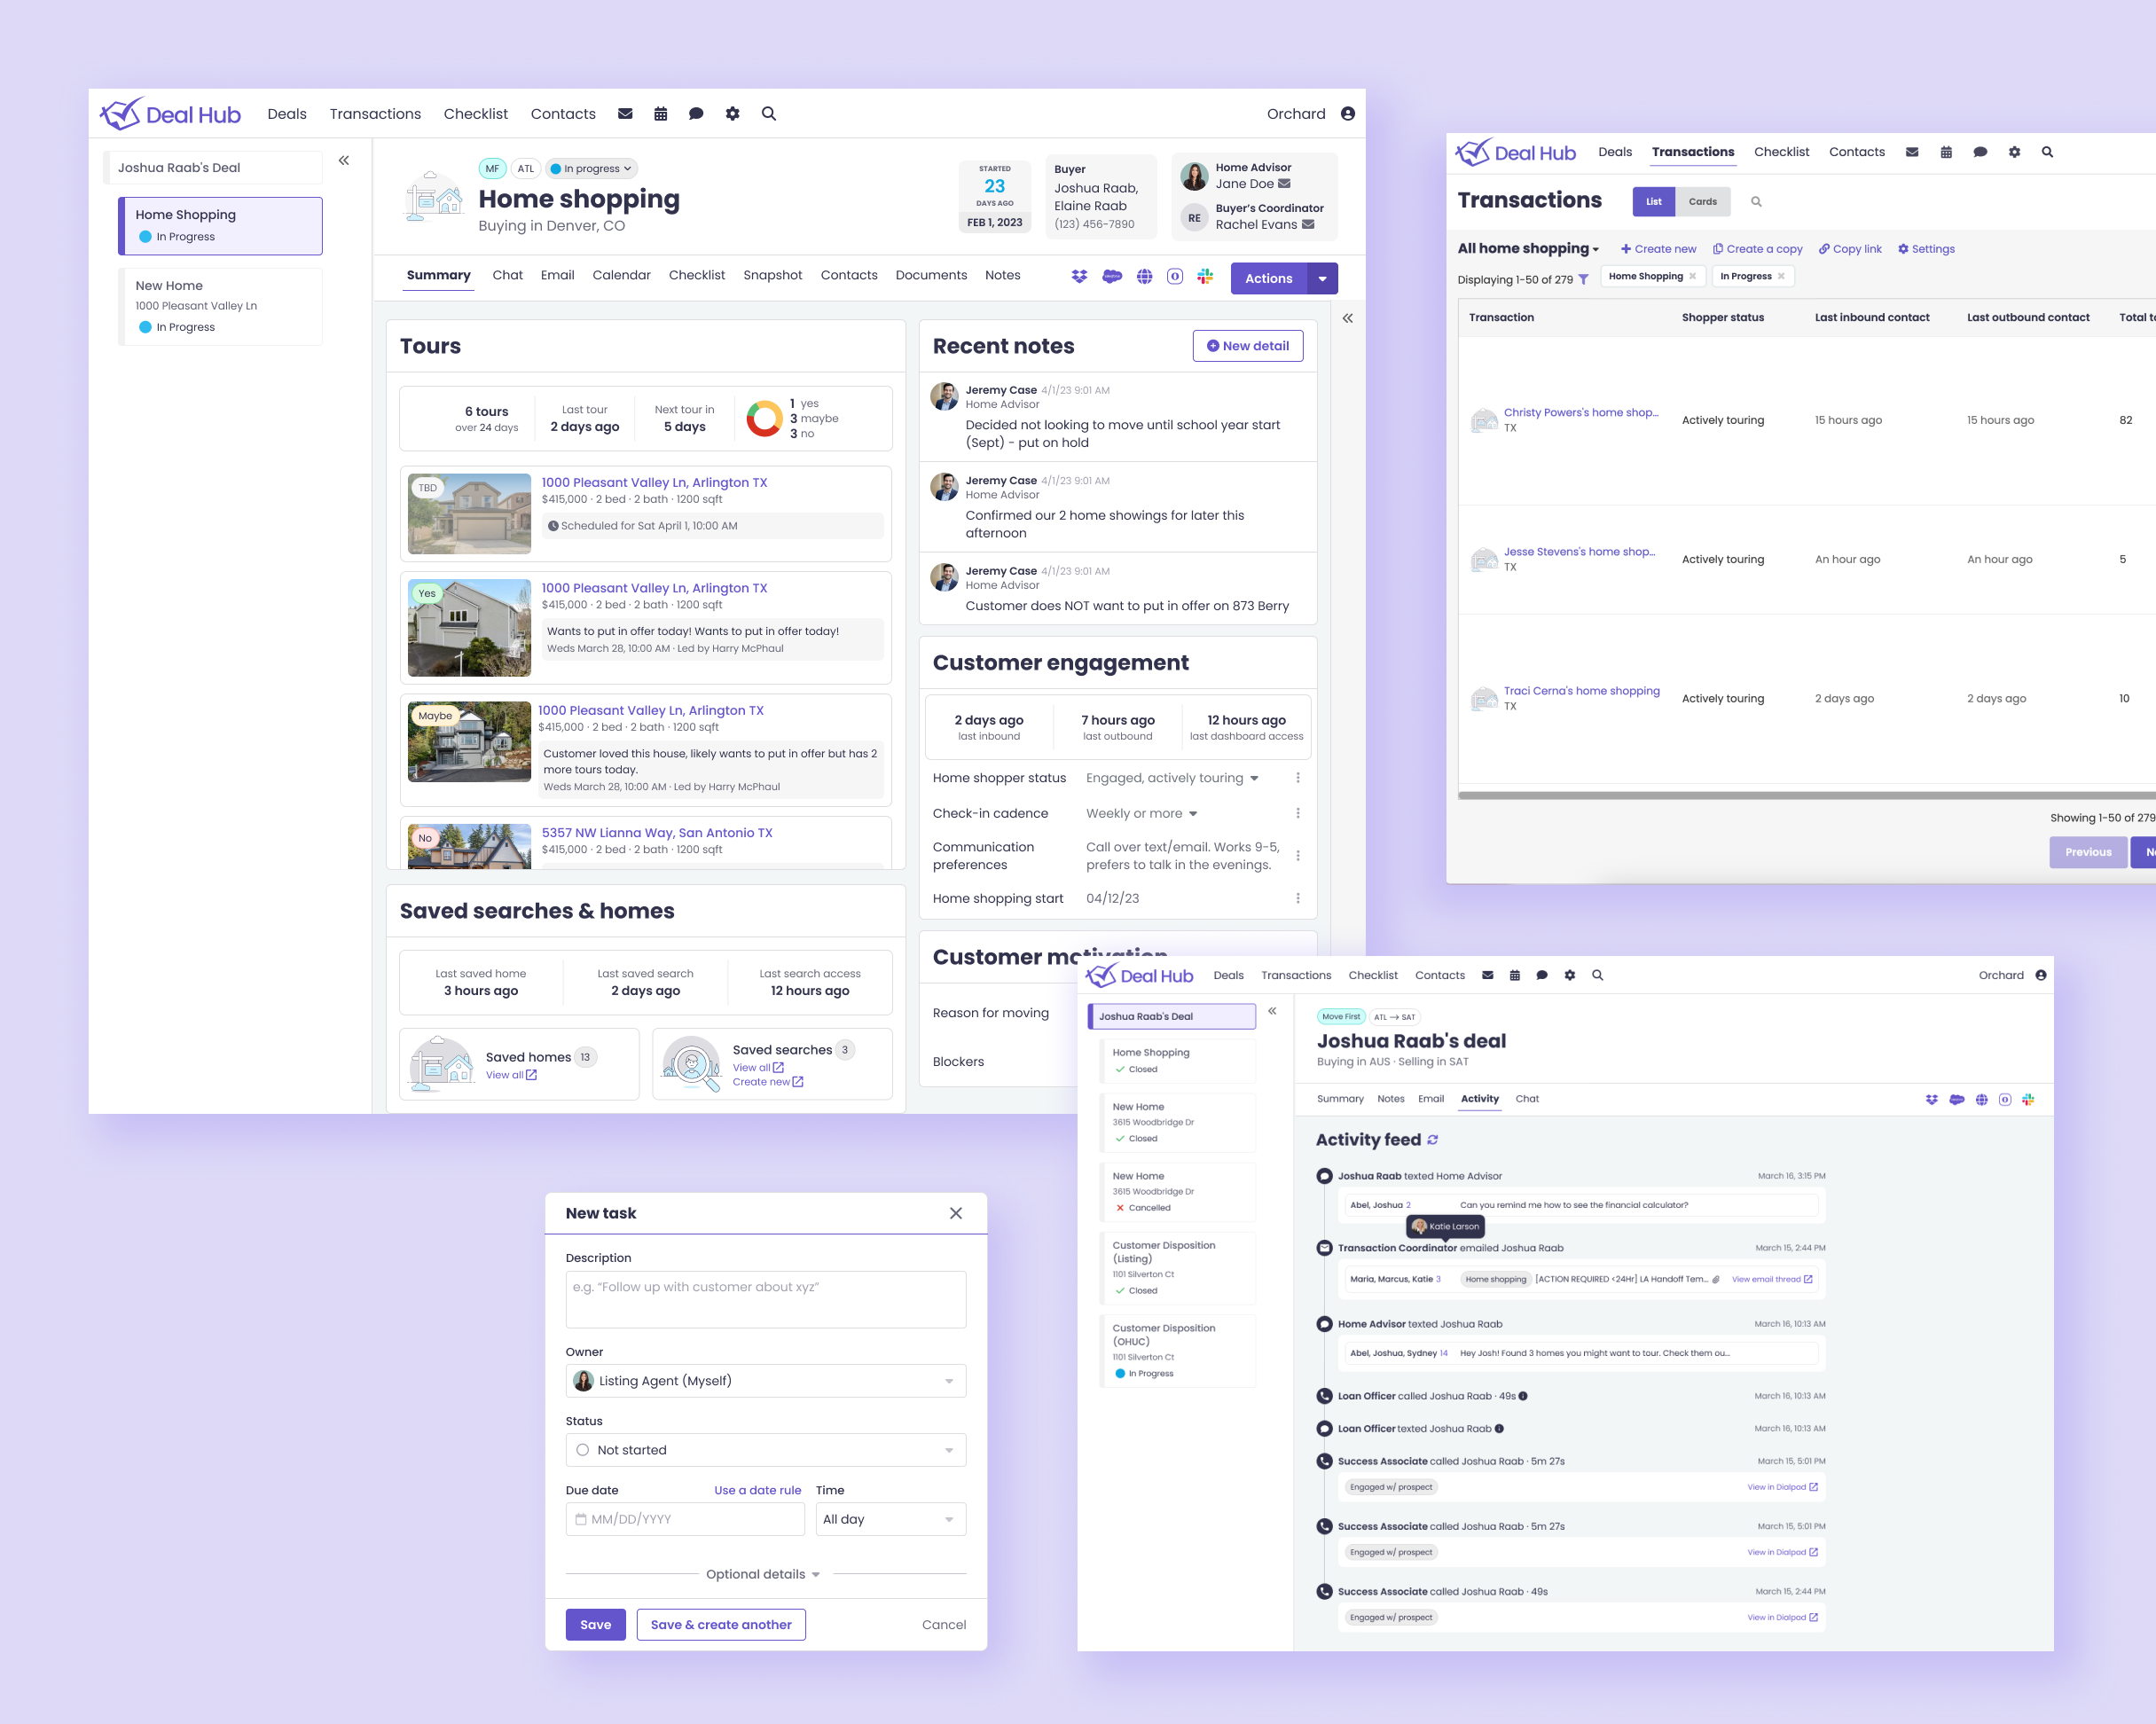 Deal Hub
Deals Transactions Checklist Contacts
Orchard
Joshua Raab's Deal
Home Shopping
In Progress
New Home
1000 Pleasant Valley Ln
In Progress
MF ATL In progress
Home shopping
Buying in Denver, CO
STARTED
23
DAYS AGO
FEB 1, 2023
Buyer
Joshua Raab,
Elaine Raab
(123) 456-7890
Home Advisor
Jane Doe
RE
Buyer's Coordinator
Rachel Evans
Summary Chat Email Calendar Checklist Snapshot Contacts Documents Notes
Actions
Tours
6 tours
over 24 days
Last tour
2 days ago
Next tour in
5 days
1 yes
3 maybe
3 no
TBD
1000 Pleasant Valley Ln, Arlington TX
$415,000 · 2 bed · 2 bath · 1200 sqft
Scheduled for Sat April 1, 10:00 AM
Yes
1000 Pleasant Valley Ln, Arlington TX
$415,000 · 2 bed · 2 bath · 1200 sqft
Wants to put in offer today! Wants to put in offer today!
Weds March 28, 10:00 AM · Led by Harry McPhaul
Maybe
1000 Pleasant Valley Ln, Arlington TX
$415,000 · 2 bed · 2 bath · 1200 sqft
Customer loved this house, likely wants to put in offer but has 2
more tours today.
Weds March 28, 10:00 AM · Led by Harry McPhaul
No
5357 NW Lianna Way, San Antonio TX
$415,000 · 2 bed · 2 bath · 1200 sqft
Saved searches & homes
Last saved home
3 hours ago
Last saved search
2 days ago
Last search access
12 hours ago
Saved homes 13
View all
Saved searches 3
View all
Create new
Recent notes
New detail
Jeremy Case 4/1/23 9:01 AM
Home Advisor
Decided not looking to move until school year start
(Sept) - put on hold
Jeremy Case 4/1/23 9:01 AM
Home Advisor
Confirmed our 2 home showings for later this
afternoon
Jeremy Case 4/1/23 9:01 AM
Home Advisor
Customer does NOT want to put in offer on 873 Berry
Customer engagement
2 days ago
last inbound
7 hours ago
last outbound
12 hours ago
last dashboard access
Home shopper status Engaged, actively touring
Check-in cadence Weekly or more
Communication
preferences
Call over text/email. Works 9-5,
prefers to talk in the evenings.
Home shopping start 04/12/23
Customer motivation
Reason for moving
Blockers
Deal Hub
Deals Transactions Checklist Contacts
Transactions
List Cards
All home shopping
Create new Create a copy Copy link Settings
Displaying 1-50 of 279
Home Shopping In Progress
Transaction Shopper status Last inbound contact Last outbound contact Total
Christy Powers's home shop...
TX
Actively touring 15 hours ago 15 hours ago 82
Jesse Stevens's home shop...
TX
Actively touring An hour ago An hour ago 5
Traci Cerna's home shopping
TX
Actively touring 2 days ago 2 days ago 10
Showing 1-50 of 279
Previous
Deal Hub
Deals Transactions Checklist Contacts
Orchard
Joshua Raab's Deal
Home Shopping
Closed
New Home
3615 Woodbridge Dr
Closed
New Home
3615 Woodbridge Dr
Cancelled
Customer Disposition
(Listing)
1101 Silverton Ct
Closed
Customer Disposition
(OHUC)
1101 Silverton Ct
In Progress
Move First ATL → SAT
Joshua Raab's deal
Buying in AUS · Selling in SAT
Summary Notes Email Activity Chat
Activity feed
Joshua Raab texted Home Advisor March 16, 3:15 PM
Abel, Joshua 2 Can you remind me how to see the financial calculator?
Katie Larson
Transaction Coordinator emailed Joshua Raab March 15, 2:44 PM
Maria, Marcus, Katie 3 Home shopping [ACTION REQUIRED <24Hr] LA Handoff Tem... View email thread
Home Advisor texted Joshua Raab March 16, 10:13 AM
Abel, Joshua, Sydney 14 Hey Josh! Found 3 homes you might want to tour. Check them ou...
Loan Officer called Joshua Raab · 49s March 16, 10:13 AM
Loan Officer texted Joshua Raab March 16, 10:13 AM
Success Associate called Joshua Raab · 5m 27s March 15, 5:01 PM
Engaged w/ prospect View in Dialpad
Success Associate called Joshua Raab · 5m 27s March 15, 5:01 PM
Engaged w/ prospect View in Dialpad
Success Associate called Joshua Raab · 49s March 15, 2:44 PM
Engaged w/ prospect View in Dialpad
New task
Description
e.g. “Follow up with customer about xyz”
Owner
Listing Agent (Myself)
Status
Not started
Due date Use a date rule Time
MM/DD/YYYY All day
Optional details
Save Save & create another Cancel